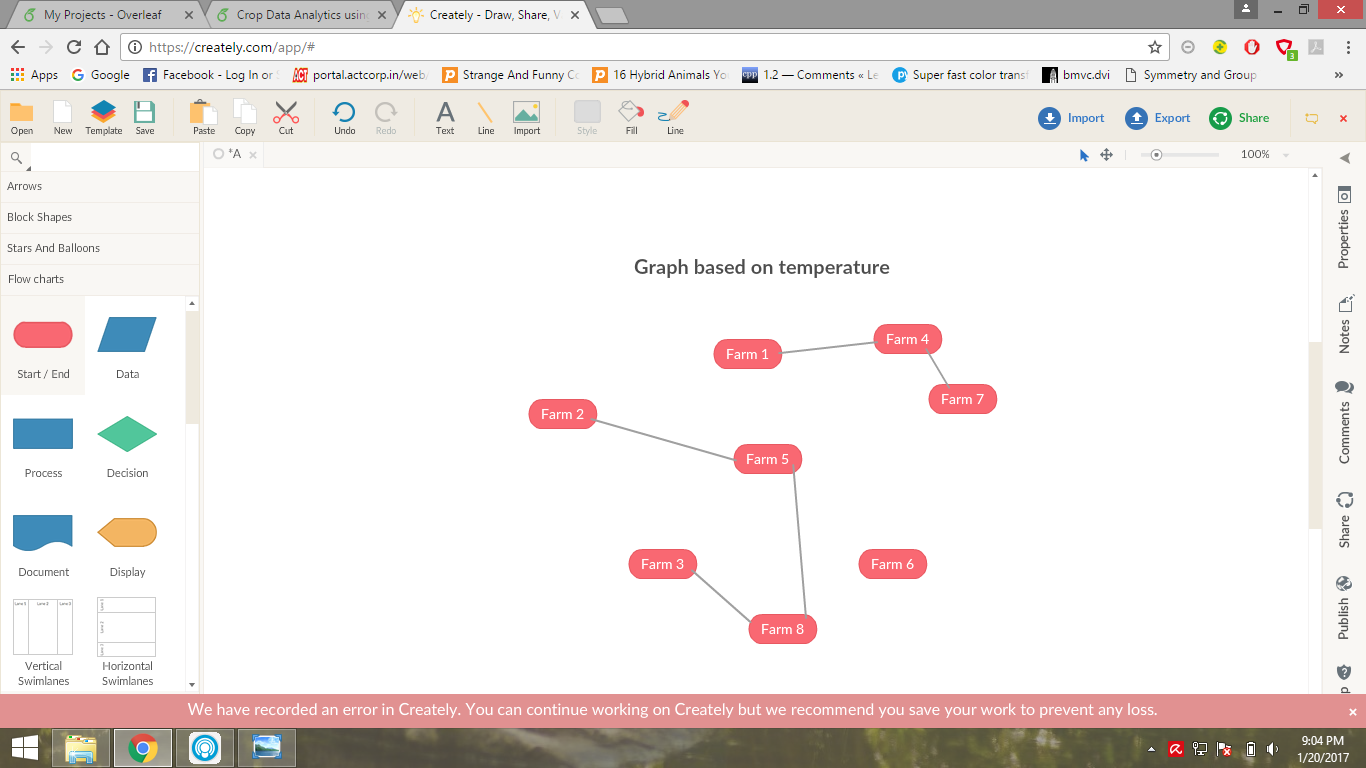 My Projects - Overleaf
Crop Data Analytics using
Creately - Draw, Share, V
https://creately.com/app/#
3
Apps
Google
Facebook - Log In or S
ACT portal.actcorp.in/web/
Strange And Funny Co
16 Hybrid Animals Yo
cpp 1.2 — Comments « Le
Super fast color transf
bmvc.dvi
Symmetry and Group
»
Open
New
Template
Save
Paste
Copy
Cut
Undo
Redo
Text
Line
Import
Style
Fill
Line
Import
Export
Share
*A
100%
Arrows
Block Shapes
Stars And Balloons
Flow charts
Start / End
Data
Process
Decision
Document
Display
Vertical
Swimlanes
Horizontal
Swimlanes
Graph based on temperature
Farm 1
Farm 4
Farm 7
Farm 2
Farm 5
Farm 3
Farm 6
Farm 8
Properties
Notes
Comments
Share
Publish
We have recorded an error in Creately. You can continue working on Creately but we recommend you save your work to prevent any loss.
9:04 PM
1/20/2017